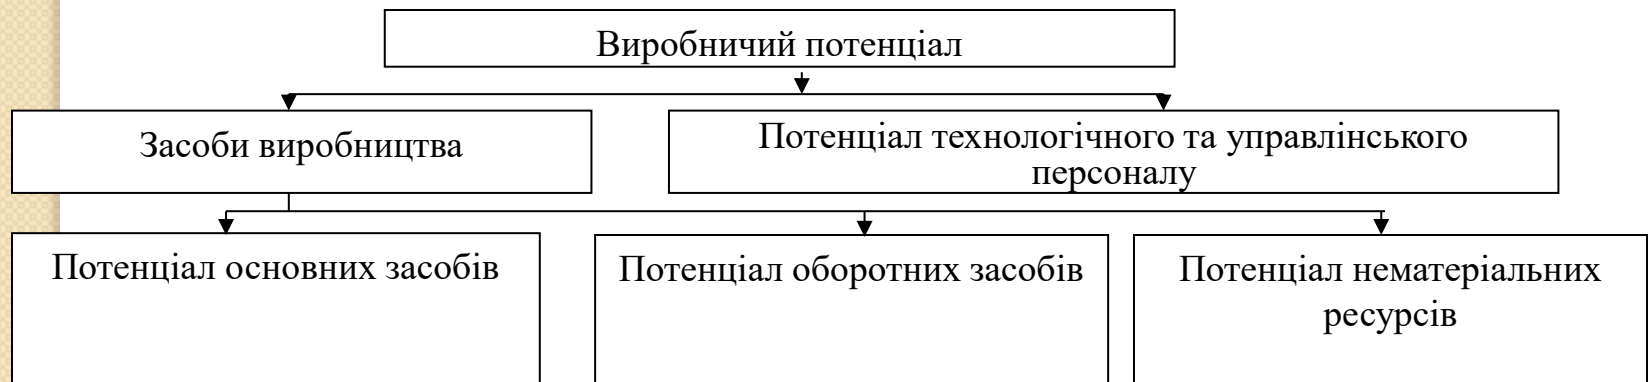 Виробничий потенціал
Засоби виробництва
Потенціал технологічного та управлінського
персоналу
Потенціал основних засобів
Потенціал оборотних засобів
Потенціал нематеріальних
ресурсів